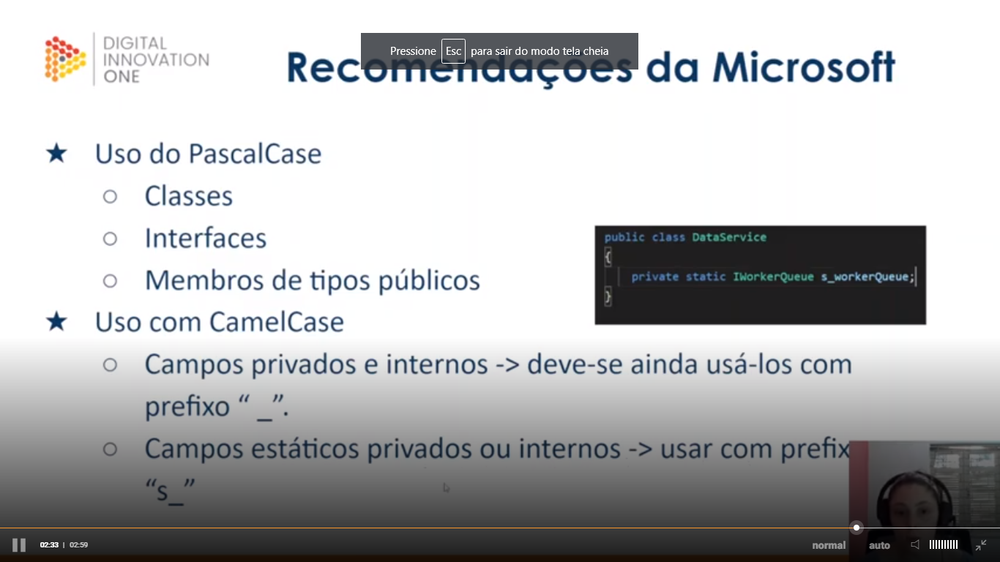 DIGITAL
INNOVATION
ONE
Pressione Esc para sair do modo tela cheia
Recomendações da Microsoft
★ Uso do PascalCase
○ Classes
○ Interfaces
○ Membros de tipos públicos
public class DataService
{
private static IWorkerQueue s_workerQueue;
}
★ Uso com CamelCase
○ Campos privados e internos -> deve-se ainda usá-los com
prefixo “ _”.
○ Campos estáticos privados ou internos -> usar com prefix
“s_”
02:33 | 02:59
normal auto